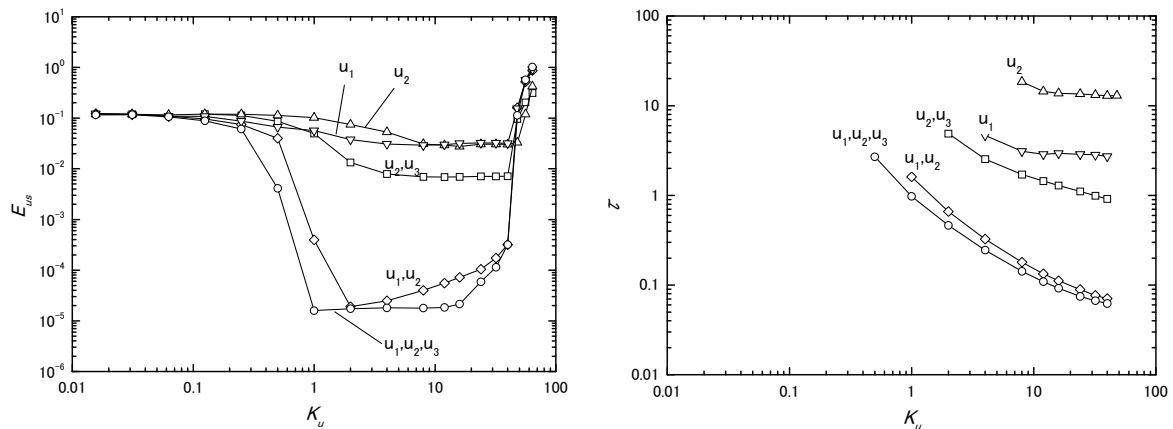 10^0
10^-1
10^-2
10^-3
10^-4
10^-5
10^-6
E_us
0.01 0.1 1 10 100
K_u
u_1
u_2
u_2,u_3
u_1,u_2
u_1,u_2,u_3
100
10
1
0.1
0.01
τ
0.01 0.1 1 10 100
K_u
u_2
u_1
u_2,u_3
u_1,u_2,u_3
u_1,u_2